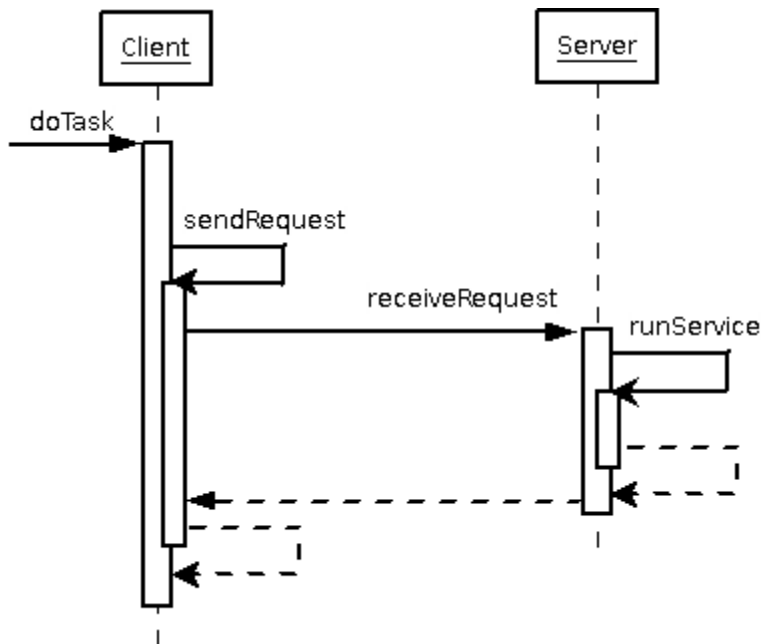 Client
Server
doTask
sendRequest
receiveRequest
runService